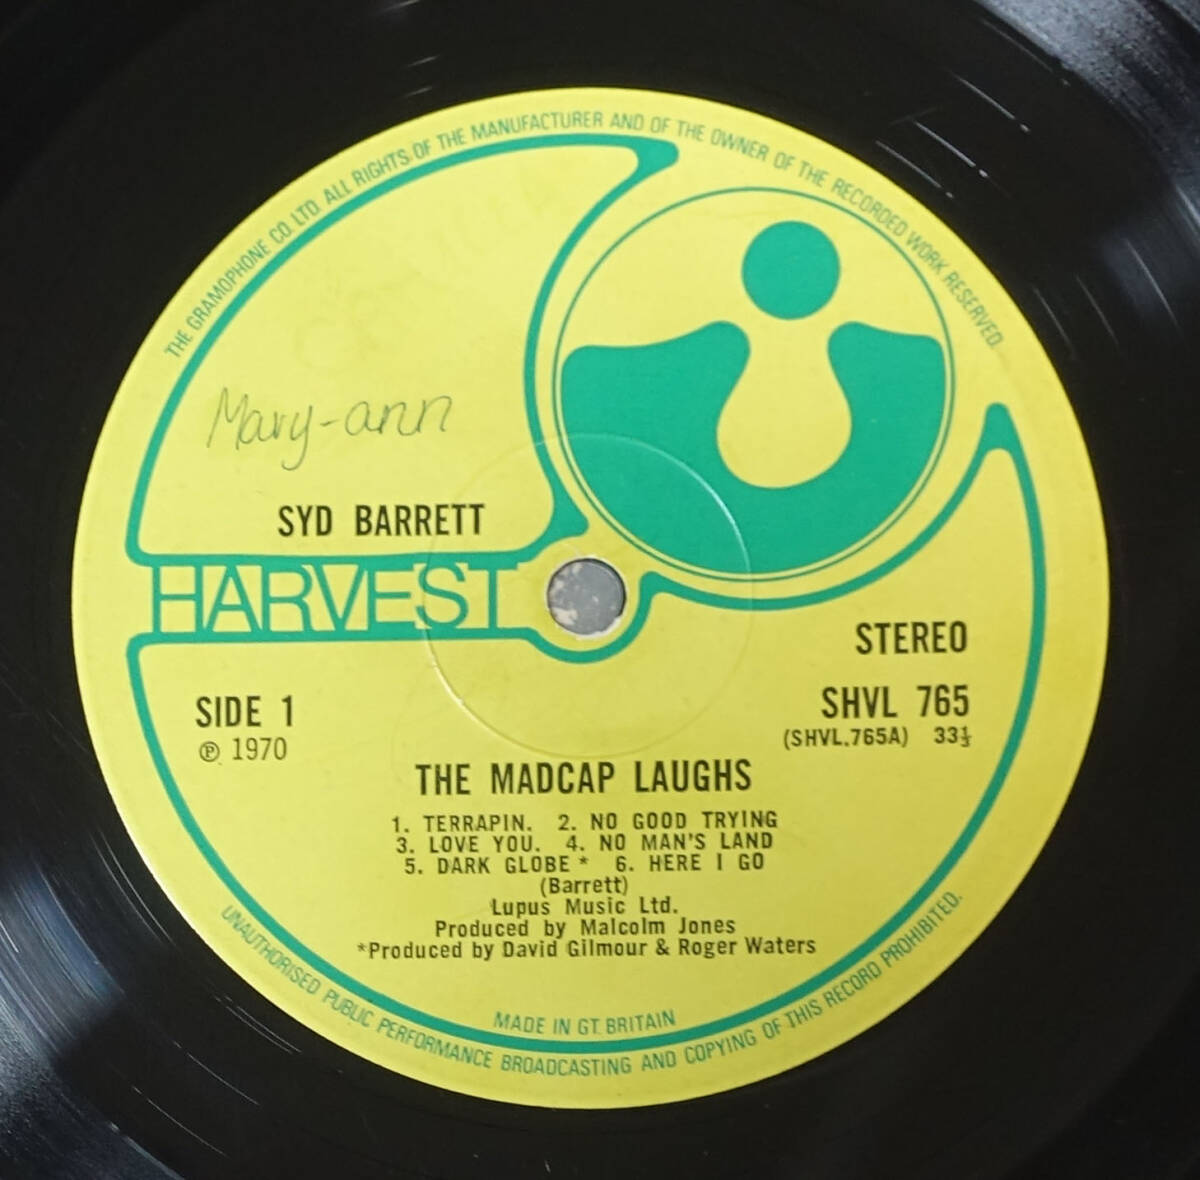 THE GRAMOPHONE CO. LTD. ALL RIGHTS OF THE MANUFACTURER AND OF THE OWNER OF THE RECORDED WORK RESERVED.
Mary-ann
SYD BARRETT
HARVEST
STEREO
SIDE 1
SHVL 765
℗ 1970
(SHVL.765A) 33⅓
THE MADCAP LAUGHS
1. TERRAPIN. 2. NO GOOD TRYING
3. LOVE YOU. 4. NO MAN'S LAND
5. DARK GLOBE * 6. HERE I GO
(Barrett)
Lupus Music Ltd.
Produced by Malcolm Jones
*Produced by David Gilmour & Roger Waters
MADE IN GT. BRITAIN
UNAUTHORISED PUBLIC PERFORMANCE BROADCASTING AND COPYING OF THIS RECORD PROHIBITED.